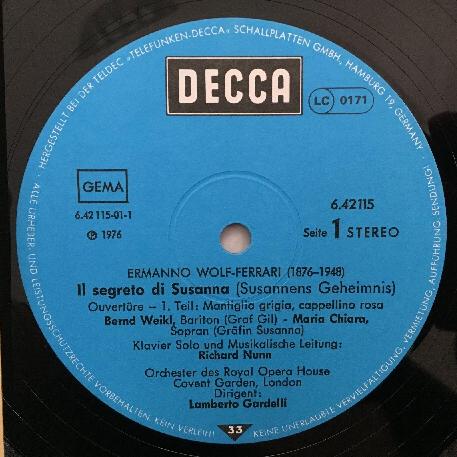 HERGESTELLT BEI DER TELDEC »TELEFUNKEN-DECCA« SCHALLPLATTEN GMBH, HAMBURG 19, GERMANY ·
DECCA
LC 0171
GEMA
6.42115-01-1
℗ 1976
6.42115
Seite 1 STEREO
ERMANNO WOLF-FERRARI (1876–1948)
Il segreto di Susanna (Susannens Geheimnis)
Ouvertöre – 1. Teil: Mantiglia grigia, cappellino rosa
Bernd Weikl, Bariton (Graf Gil) - Maria Chiara,
Sopran (Gräfin Susanna)
Klavier Solo und Musikalische Leitung:
Richard Nunn
Orchester des Royal Opera House
Covent Garden, London
Dirigent:
Lamberto Gardelli
33
· ALLE URHEBER UND LEISTUNGSSCHUTZRECHTE VORBEHALTEN. KEIN VERLEIH!
KEINE UNERLAUBTE VERVIELFÄLTIGUNG, VERMIETUNG, AUFFÜHRUNG, SENDUNG!